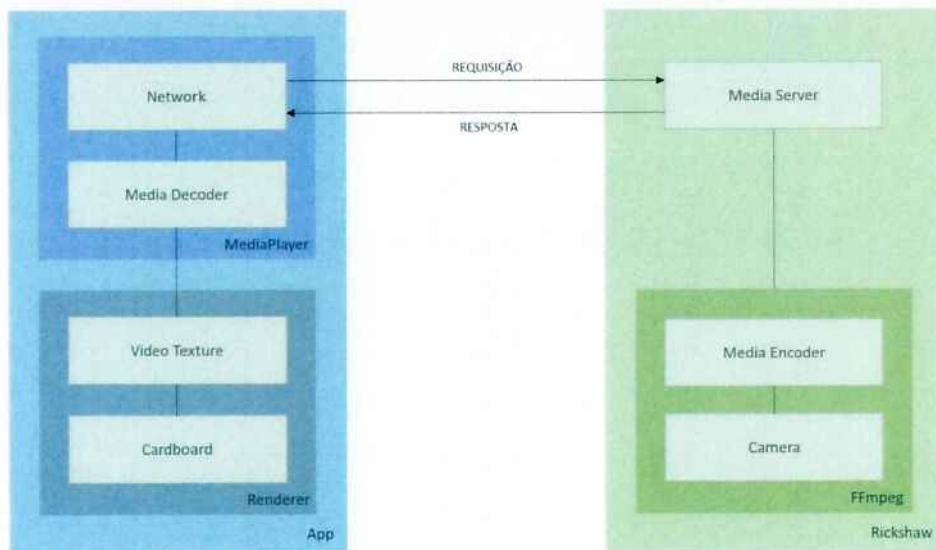 Network
Media Decoder
MediaPlayer
Video Texture
Cardboard
Renderer
App
REQUISIÇÃO
RESPOSTA
Media Server
Media Encoder
Camera
FFmpeg
Rickshaw